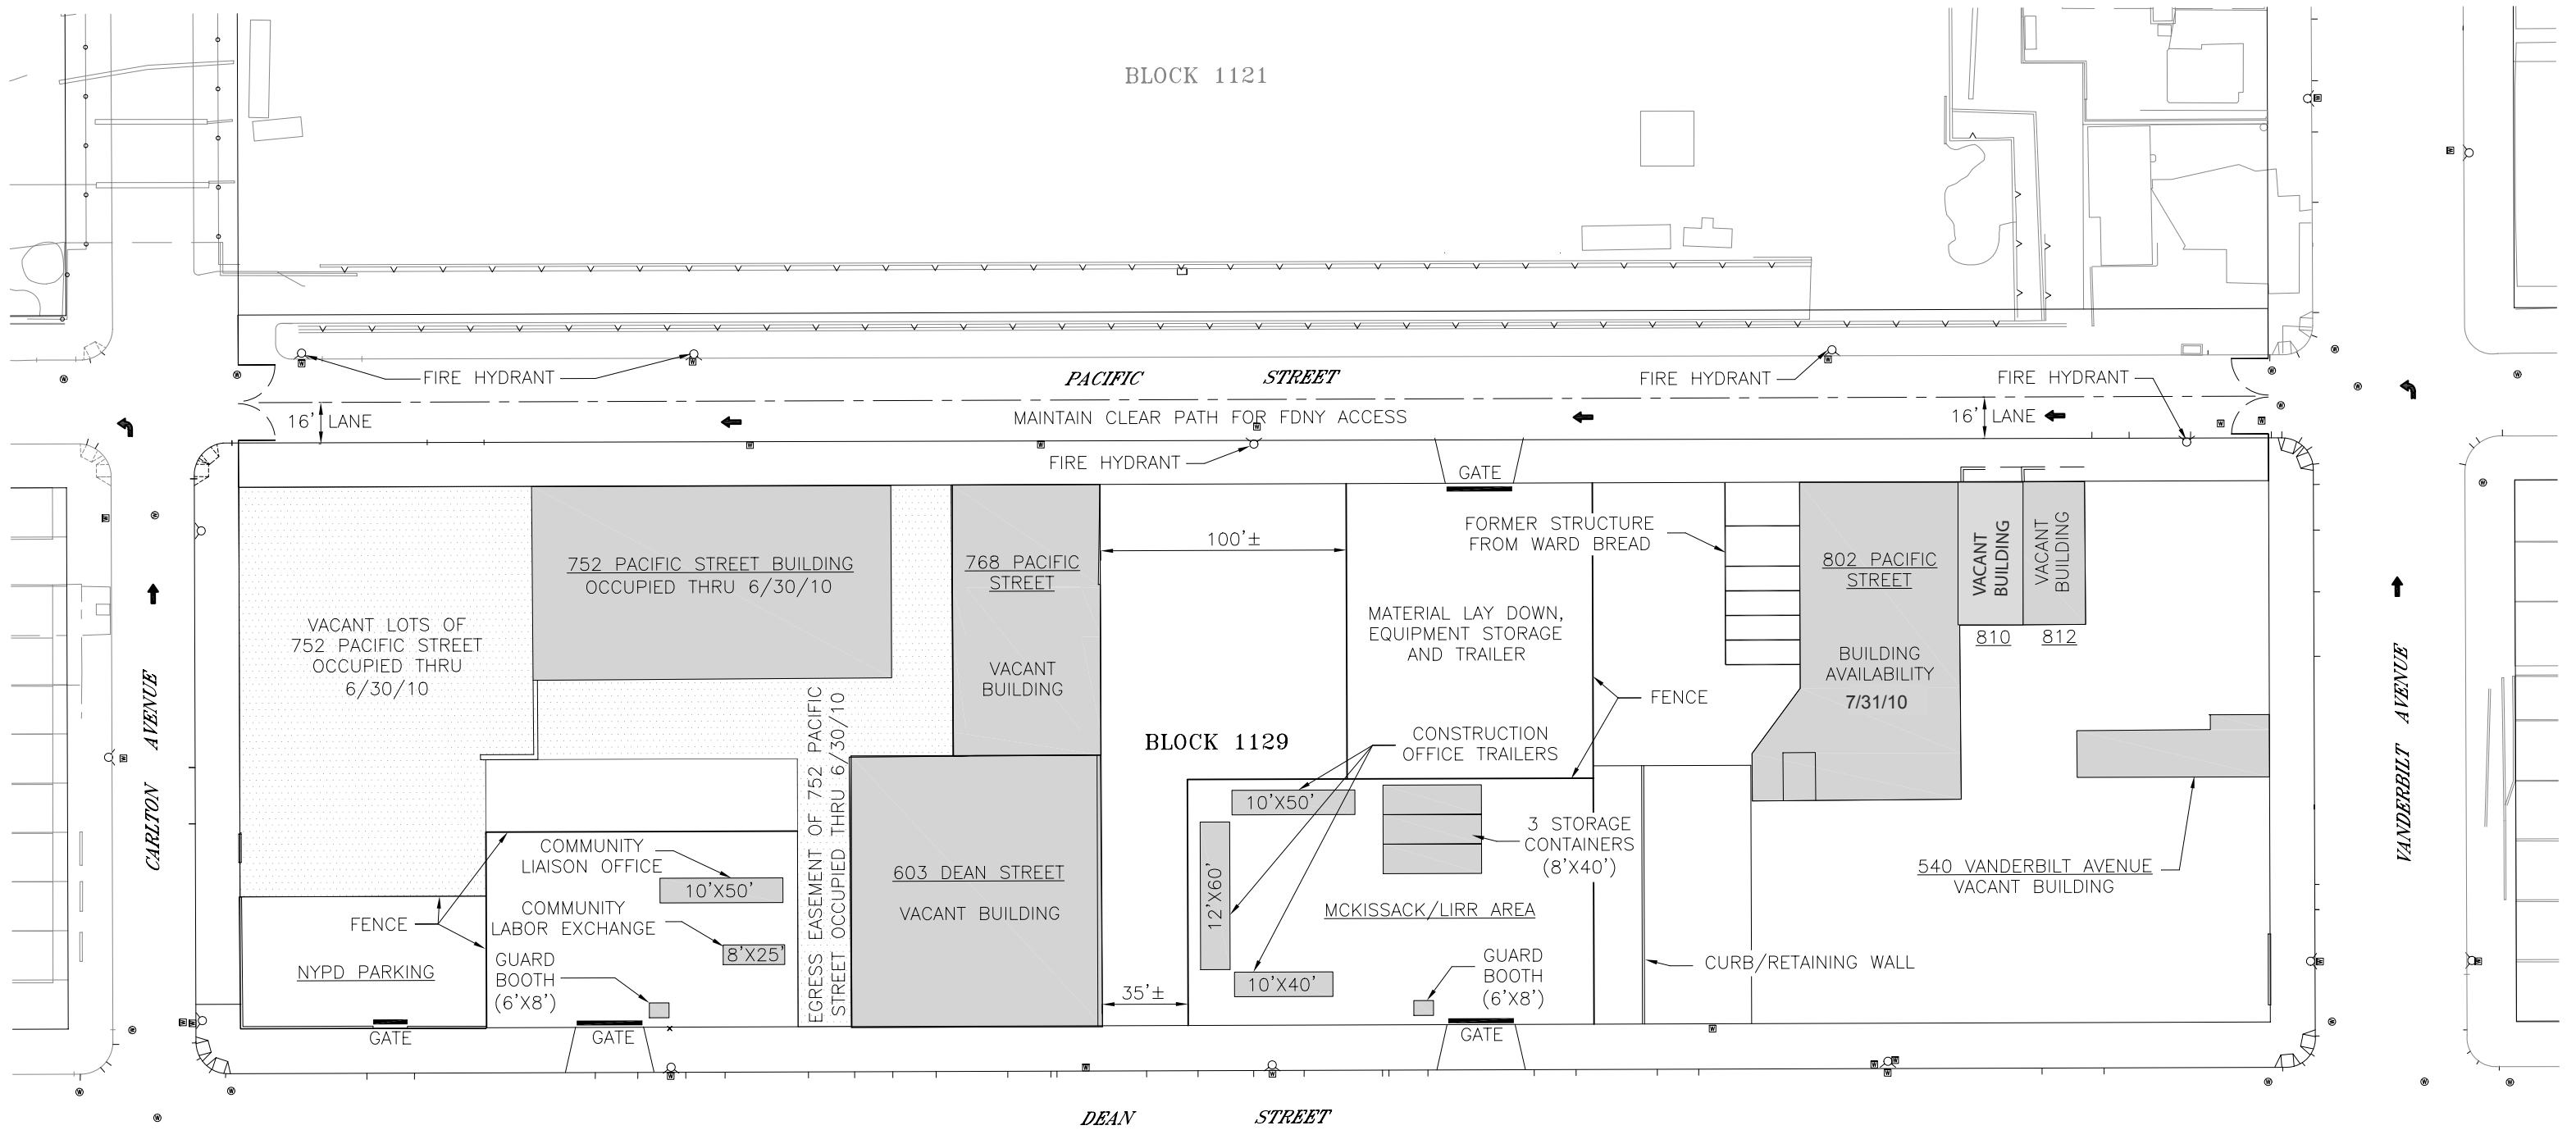 BLOCK 1121
PACIFIC STREET
FIRE HYDRANT
FIRE HYDRANT
FIRE HYDRANT
16' LANE
MAINTAIN CLEAR PATH FOR FDNY ACCESS
16' LANE
FIRE HYDRANT
GATE
752 PACIFIC STREET BUILDING
OCCUPIED THRU 6/30/10
768 PACIFIC
STREET
VACANT
BUILDING
100'±
FORMER STRUCTURE
FROM WARD BREAD
802 PACIFIC
STREET
BUILDING
AVAILABILITY
7/31/10
VACANT
BUILDING
VACANT
BUILDING
810
812
VACANT LOTS OF
752 PACIFIC STREET
OCCUPIED THRU
6/30/10
MATERIAL LAY DOWN,
EQUIPMENT STORAGE
AND TRAILER
FENCE
CARLTON AVENUE
VANDERBILT AVENUE
EGRESS EASEMENT OF 752 PACIFIC
STREET OCCUPIED THRU 6/30/10
BLOCK 1129
CONSTRUCTION
OFFICE TRAILERS
10'X50'
12'X60'
10'X40'
3 STORAGE
CONTAINERS
(8'X40')
540 VANDERBILT AVENUE
VACANT BUILDING
COMMUNITY
LIAISON OFFICE
10'X50'
COMMUNITY
LABOR EXCHANGE
8'X25'
603 DEAN STREET
VACANT BUILDING
MCKISSACK/LIRR AREA
FENCE
NYPD PARKING
GUARD
BOOTH
(6'X8')
35'±
GUARD
BOOTH
(6'X8')
CURB/RETAINING WALL
GATE
GATE
GATE
DEAN STREET